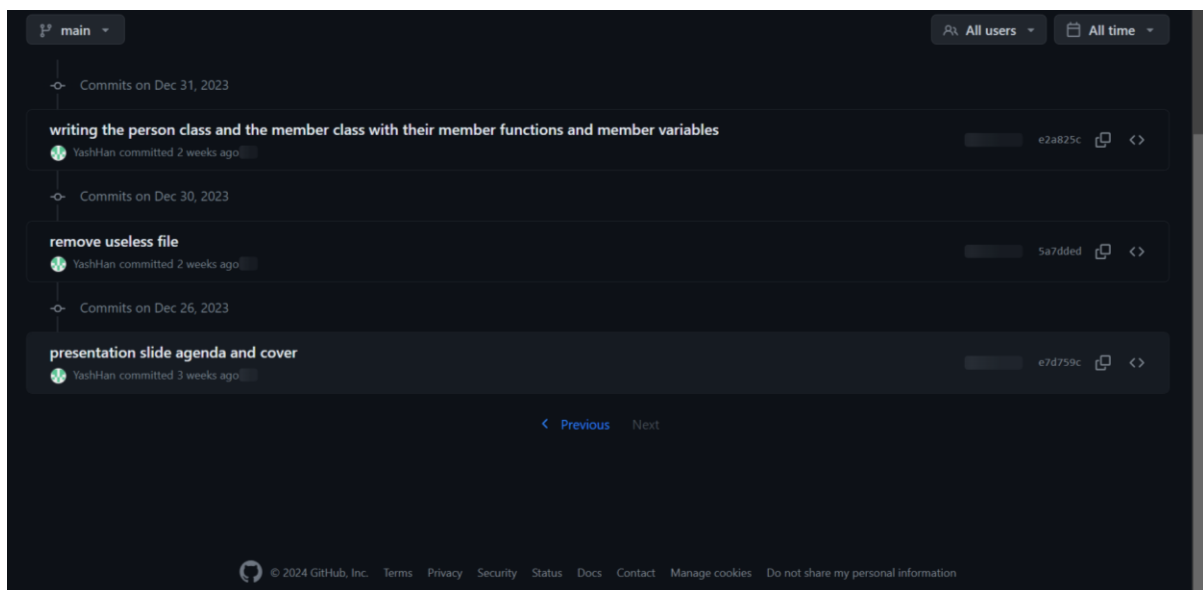 main
All users
All time
Commits on Dec 31, 2023
writing the person class and the member class with their member functions and member variables
e2a825c
YashHan committed 2 weeks ago
Commits on Dec 30, 2023
remove useless file
5a7dded
YashHan committed 2 weeks ago
Commits on Dec 26, 2023
presentation slide agenda and cover
e7d759c
YashHan committed 3 weeks ago
Previous Next
© 2024 GitHub, Inc. Terms Privacy Security Status Docs Contact Manage cookies Do not share my personal information